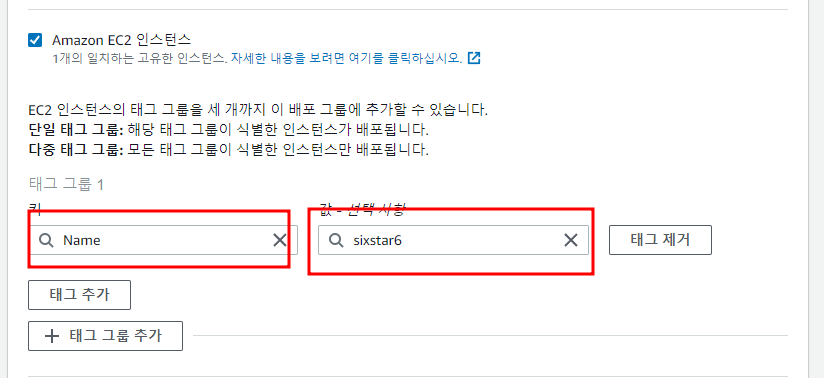 Amazon EC2 인스턴스
1개의 일치하는 고유한 인스턴스. 자세한 내용을 보려면 여기를 클릭하십시오.
EC2 인스턴스의 태그 그룹을 세 개까지 이 배포 그룹에 추가할 수 있습니다.
단일 태그 그룹: 해당 태그 그룹이 식별한 인스턴스가 배포됩니다.
다중 태그 그룹: 모든 태그 그룹이 식별한 인스턴스만 배포됩니다.
태그 그룹 1
키 값 - 선택 사항
Name sixstar6 태그 제거
태그 추가
태그 그룹 추가